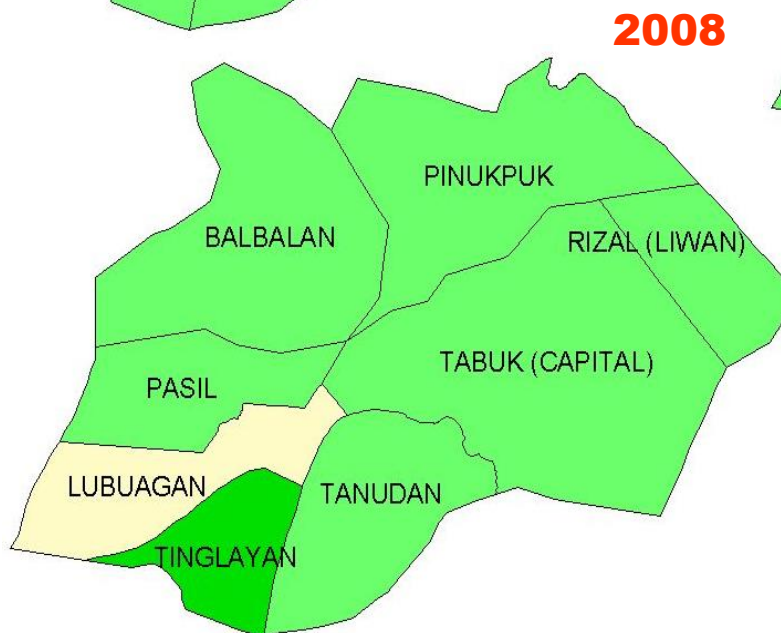 2008
PINUKPUK
BALBALAN
RIZAL (LIWAN)
TABUK (CAPITAL)
PASIL
LUBUAGAN
TANUDAN
TINGLAYAN